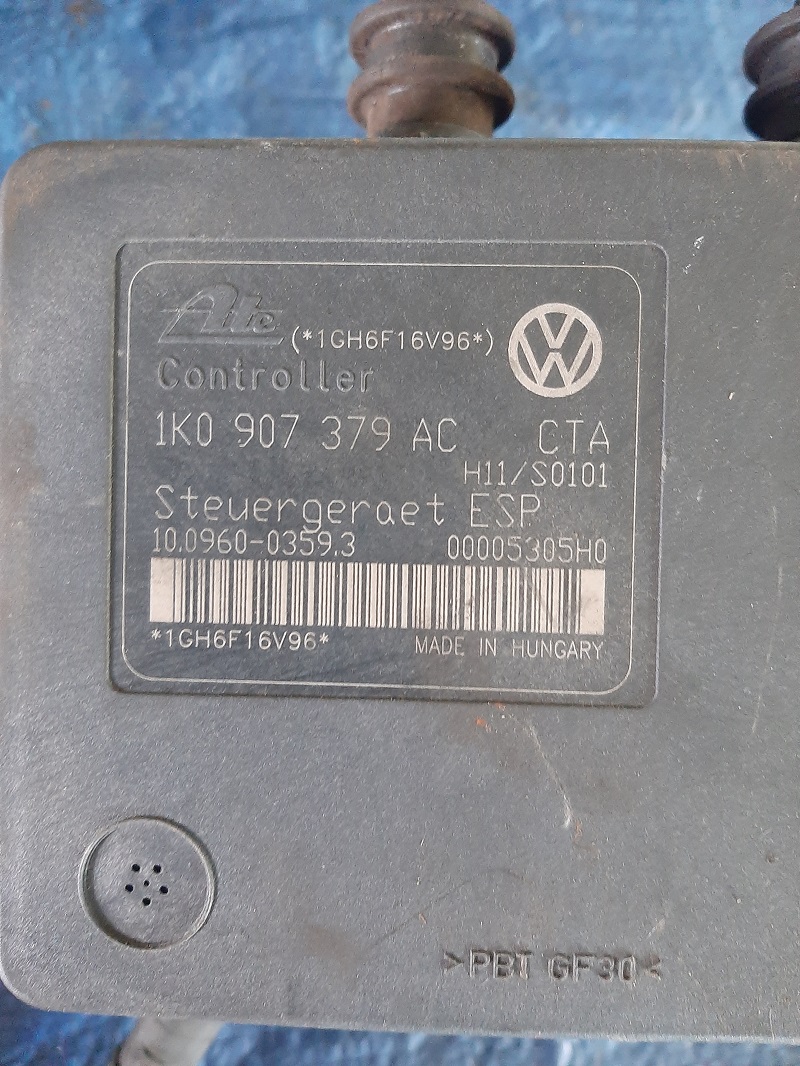 Ate (*1GH6F16V96*) VW
Controller
1K0 907 379 AC CTA
H11/S0101
Steuergeraet ESP
10.0960-0359.3 00005305H0
*1GH6F16V96* MADE IN HUNGARY
>PBT GF30<